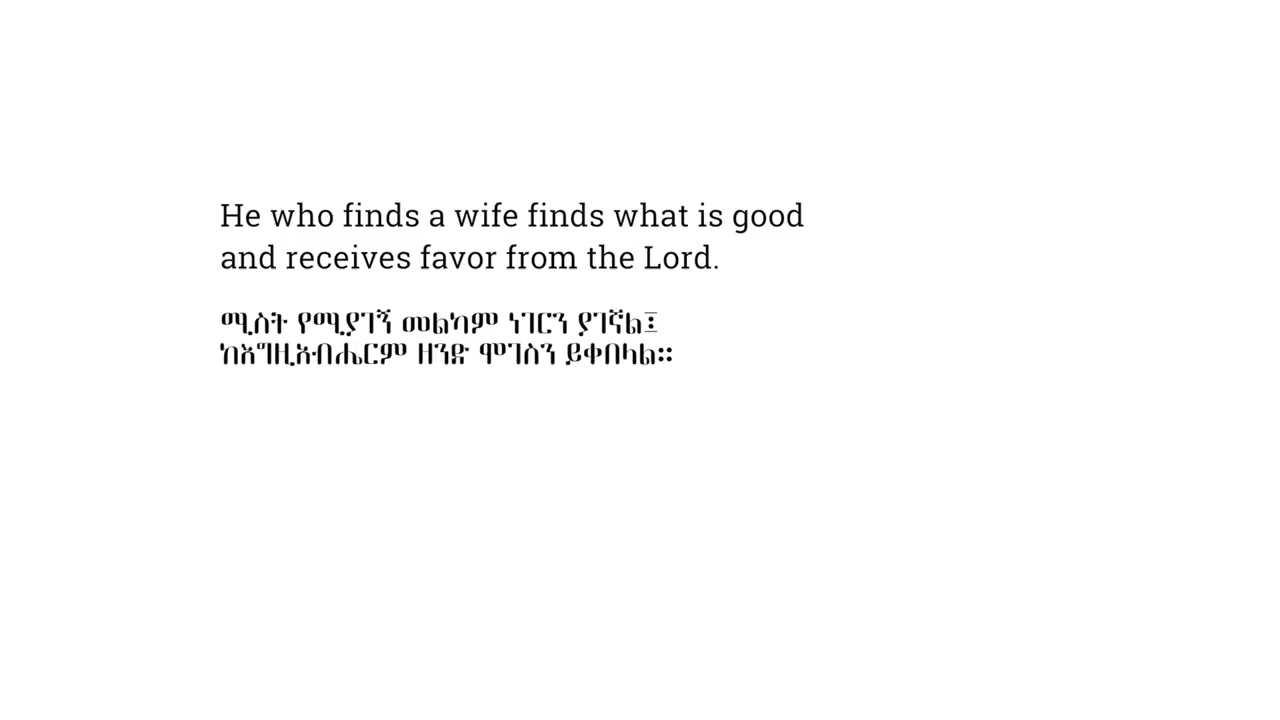 He who finds a wife finds what is good
and receives favor from the Lord.
ሚስት የሚያገኝ መልካም ነገርን ያገኛል፤
ከእግዚአብሔርም ዘንድ ሞገስን ይቀበላል።